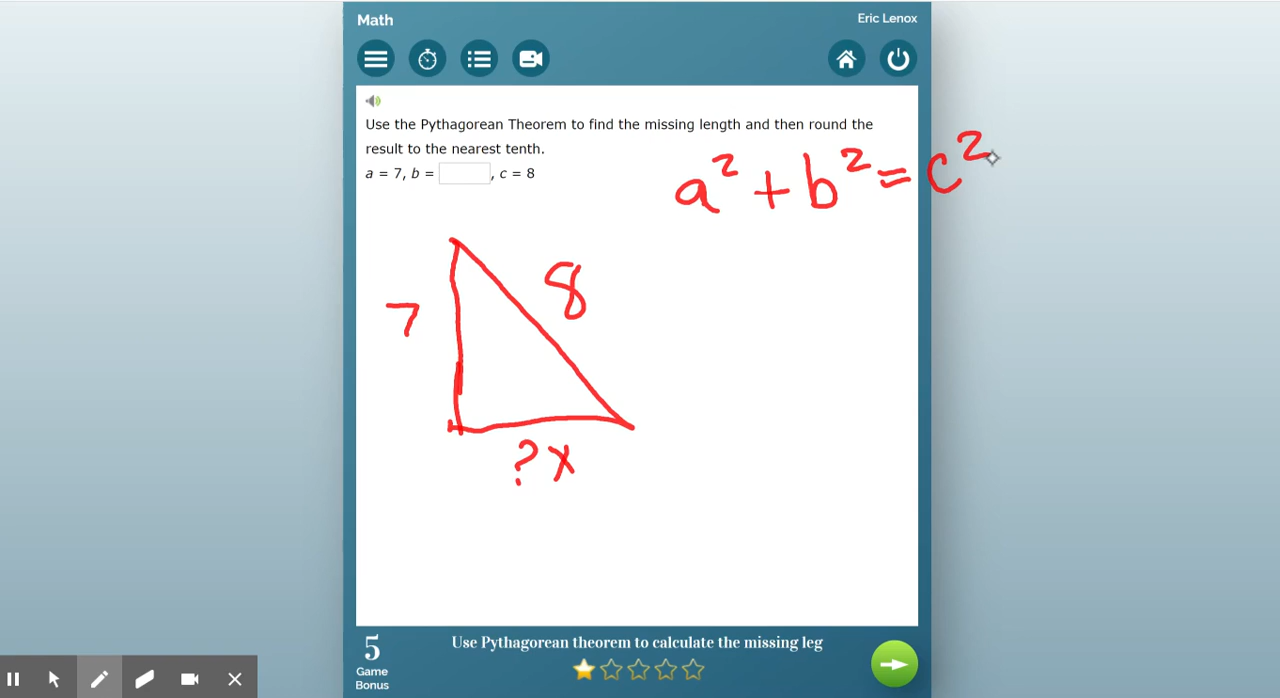 Math
Eric Lenox
Use the Pythagorean Theorem to find the missing length and then round the
result to the nearest tenth.
a = 7, b = , c = 8
a² + b² = c²
7
8
? x
5
Game
Bonus
Use Pythagorean theorem to calculate the missing leg